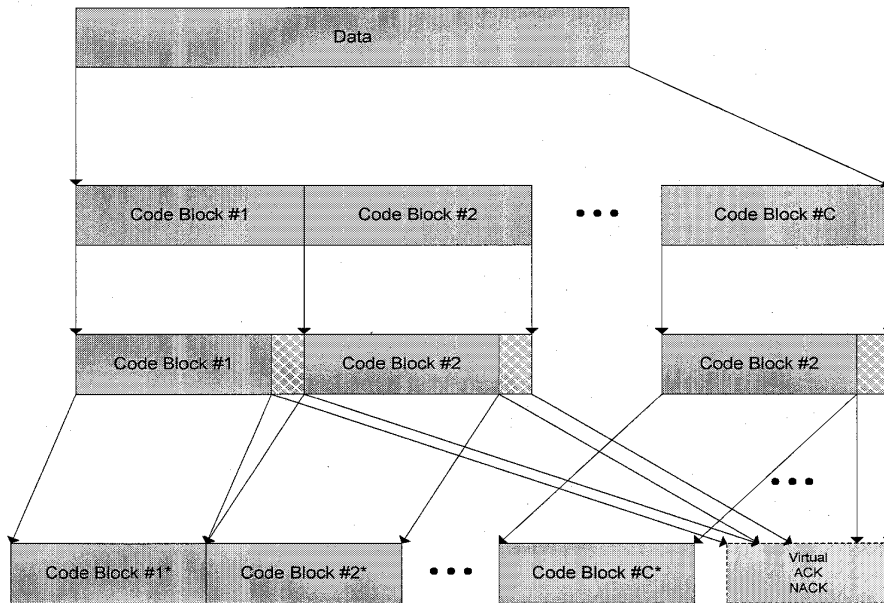 Data
Code Block #1
Code Block #2
Code Block #C
Code Block #1
Code Block #2
Code Block #2
Code Block #1*
Code Block #2*
Code Block #C*
Virtual
ACK
NACK